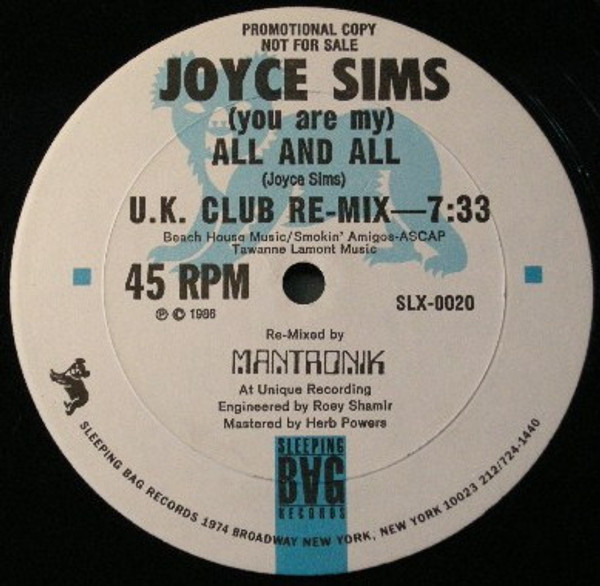 PROMOTIONAL COPY
NOT FOR SALE
JOYCE SIMS
(you are my)
ALL AND ALL
(Joyce Sims)
U.K. CLUB RE-MIX—7:33
Beach House Music/Smokin' Amigos-ASCAP
Tawanne Lamont Music
45 RPM
℗ © 1986
SLX-0020
Re-Mixed by
MANTRONIK
At Unique Recording
Engineered by Roey Shamir
Mastered by Herb Powers
SLEEPING
BAG
RECORDS
SLEEPING BAG RECORDS 1974 BROADWAY NEW YORK, NEW YORK 10023 212/724-1440